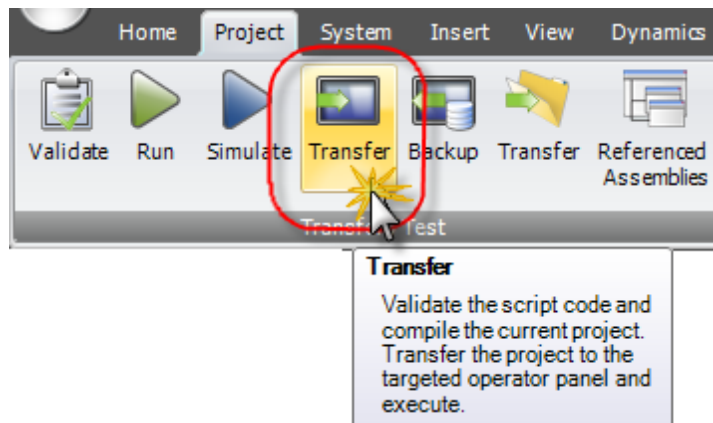 Home Project System Insert View Dynamics
Validate Run Simulate Transfer Backup Transfer Referenced
Assemblies
Test
Transfer
Validate the script code and
compile the current project.
Transfer the project to the
targeted operator panel and
execute.